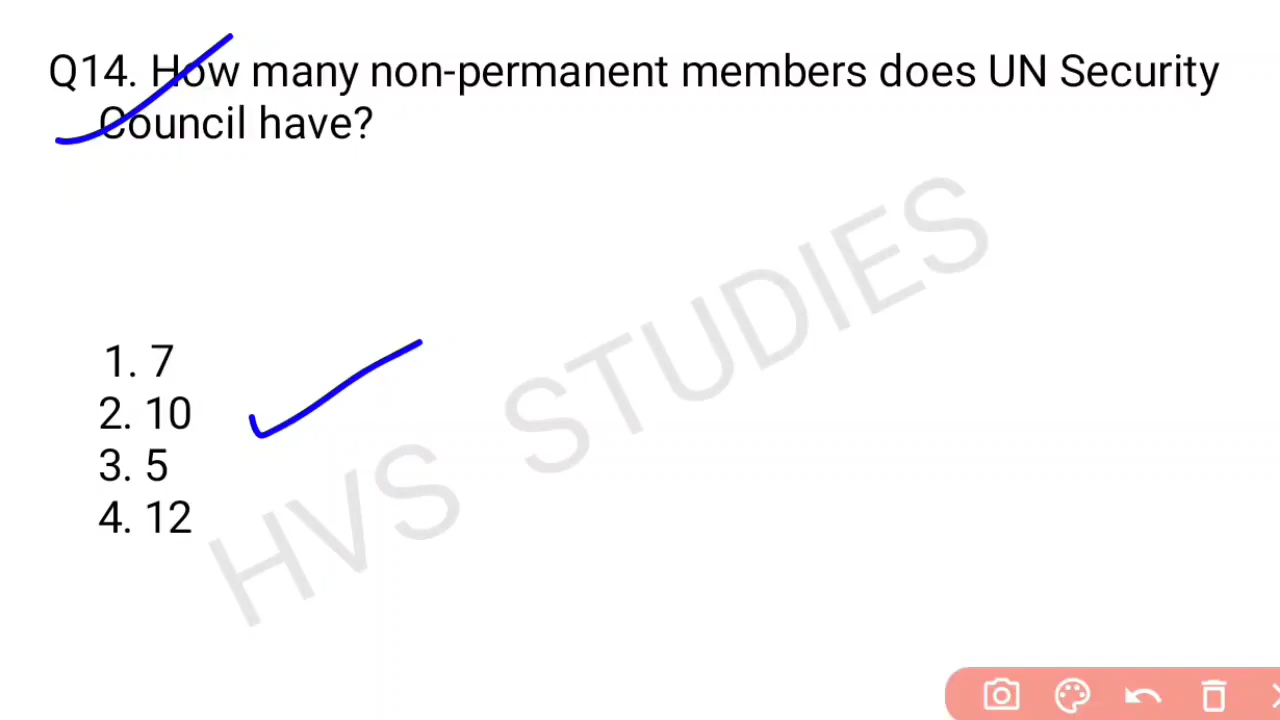 Q14. How many non-permanent members does UN Security
Council have?
1. 7
2. 10
3. 5
4. 12
HVS STUDIES